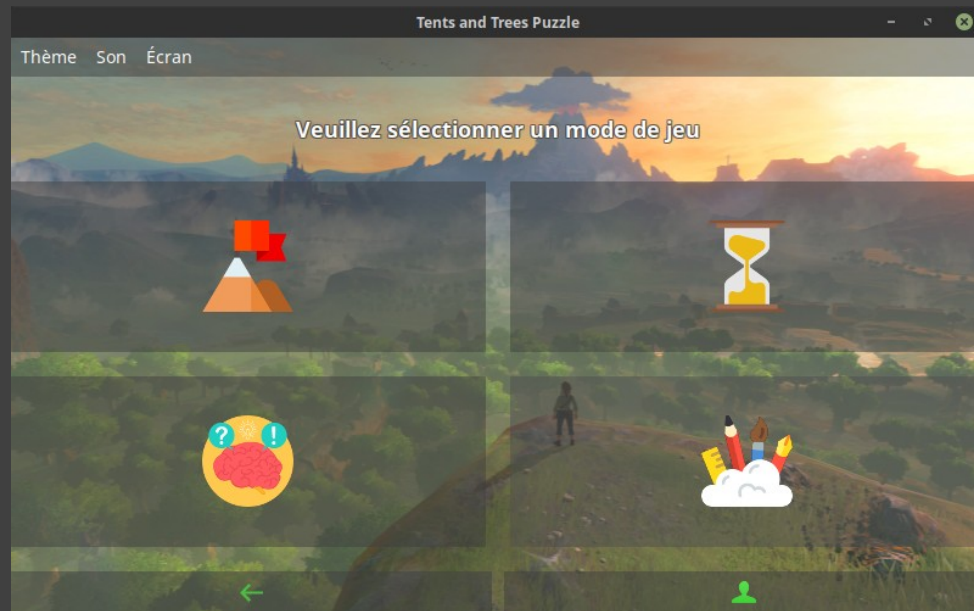 Tents and Trees Puzzle
Thème Son Écran
Veuillez sélectionner un mode de jeu
? !